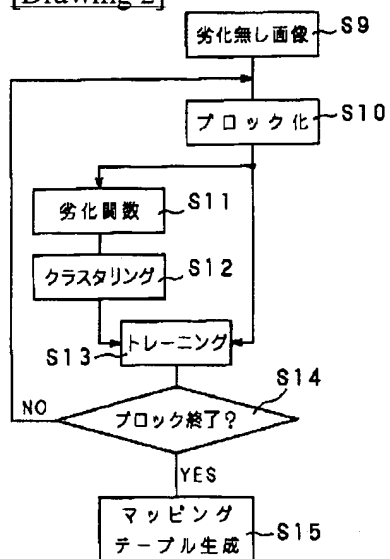 [Drawing 2]
劣化無し画像 S9
ブロック化 S10
劣化関数 S11
クラスタリング S12
トレーニング
S13
S14
ブロック終了?
NO
YES
マッピング
テーブル生成 S15